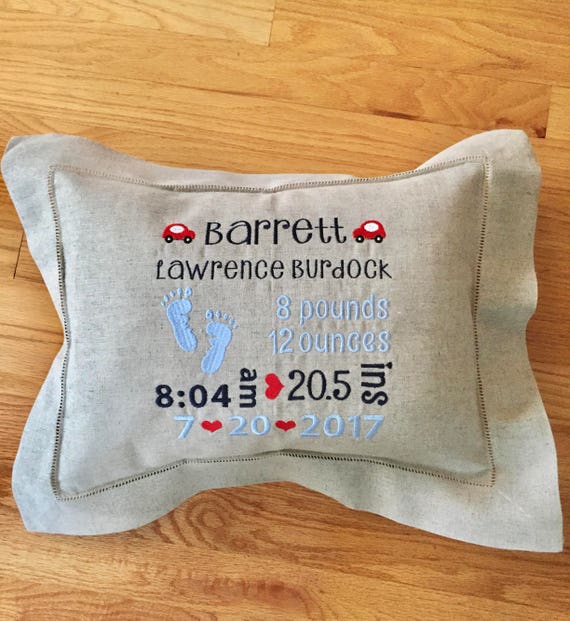 Barrett
Lawrence Burdock
8 pounds
12 ounces
8:04 am 20.5 ins
7 20 2017